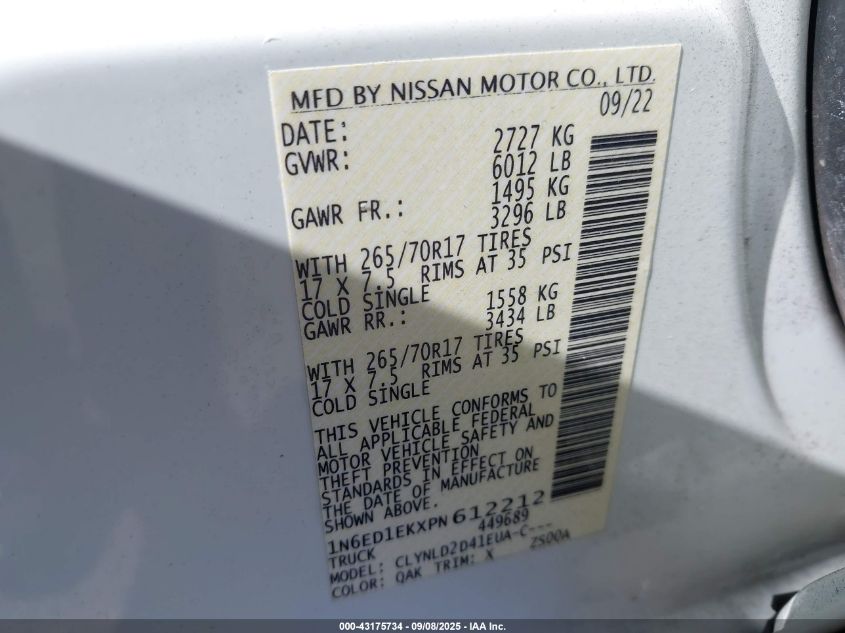 MFD BY NISSAN MOTOR CO., LTD.
DATE: 09/22
GVWR: 2727 KG
6012 LB
GAWR FR.: 1495 KG
3296 LB
WITH 265/70R17 TIRES
17 X 7.5 RIMS AT 35 PSI
COLD SINGLE
GAWR RR.: 1558 KG
3434 LB
WITH 265/70R17 TIRES
17 X 7.5 RIMS AT 35 PSI
COLD SINGLE
THIS VEHICLE CONFORMS TO
ALL APPLICABLE FEDERAL
MOTOR VEHICLE SAFETY AND
THEFT PREVENTION
STANDARDS IN EFFECT ON
THE DATE OF MANUFACTURE
SHOWN ABOVE.
1N6ED1EKXPN612212
TRUCK 449689
MODEL: CLYNLD2D41EUA-C---
COLOR: QAK TRIM: X 2S00A
000-43175734 - 09/08/2025 - IAA Inc.